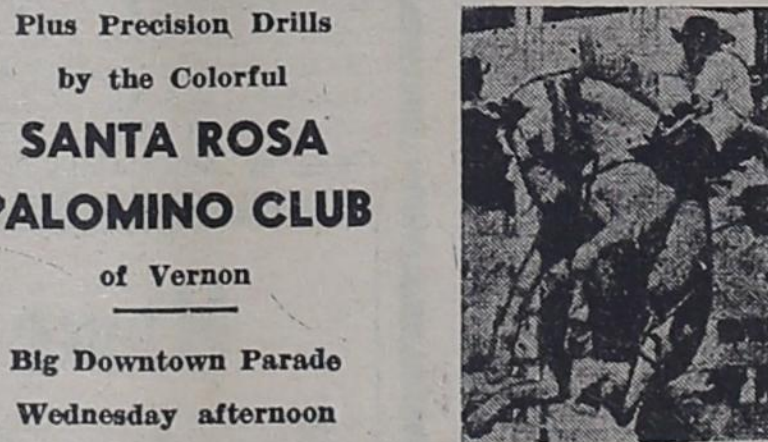 Plus Precision Drills
by the Colorful
SANTA ROSA
PALOMINO CLUB
of Vernon
Big Downtown Parade
Wednesday afternoon